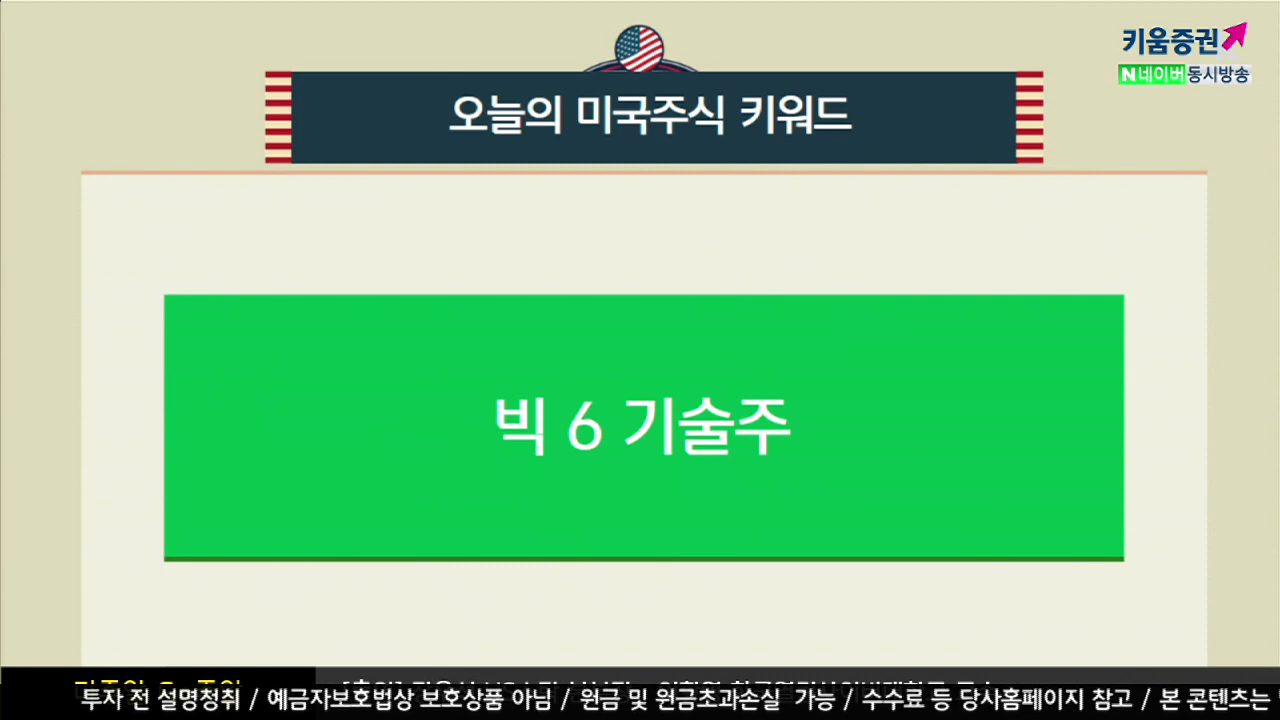 키움증권
N네이버 동시방송
오늘의 미국주식 키워드
빅 6 기술주
투자 전 설명청취 / 예금자보호법상 보호상품 아님 / 원금 및 원금초과손실 가능 / 수수료 등 당사홈페이지 참고 / 본 콘텐츠는